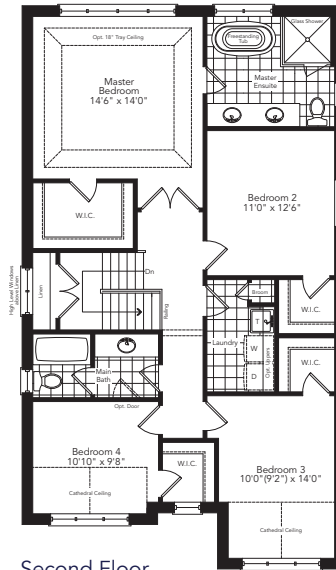 Opt. 18" Tray Ceiling
Master
Bedroom
14'6" x 14'0"
Glass Shower
Freestanding
Tub
Master
Ensuite
Bedroom 2
11'0" x 12'6"
W.I.C.
High Level Windows
above Linen
Linen
Dn
Railing
Broom
W.I.C.
T
Laundry
W
D
Opt. Uppers
W.I.C.
Main
Bath
Opt. Door
Bedroom 4
10'10" x 9'8"
Cathedral Ceiling
W.I.C.
Bedroom 3
10'0"(9'2") x 14'0"
Cathedral Ceiling
Second Floor